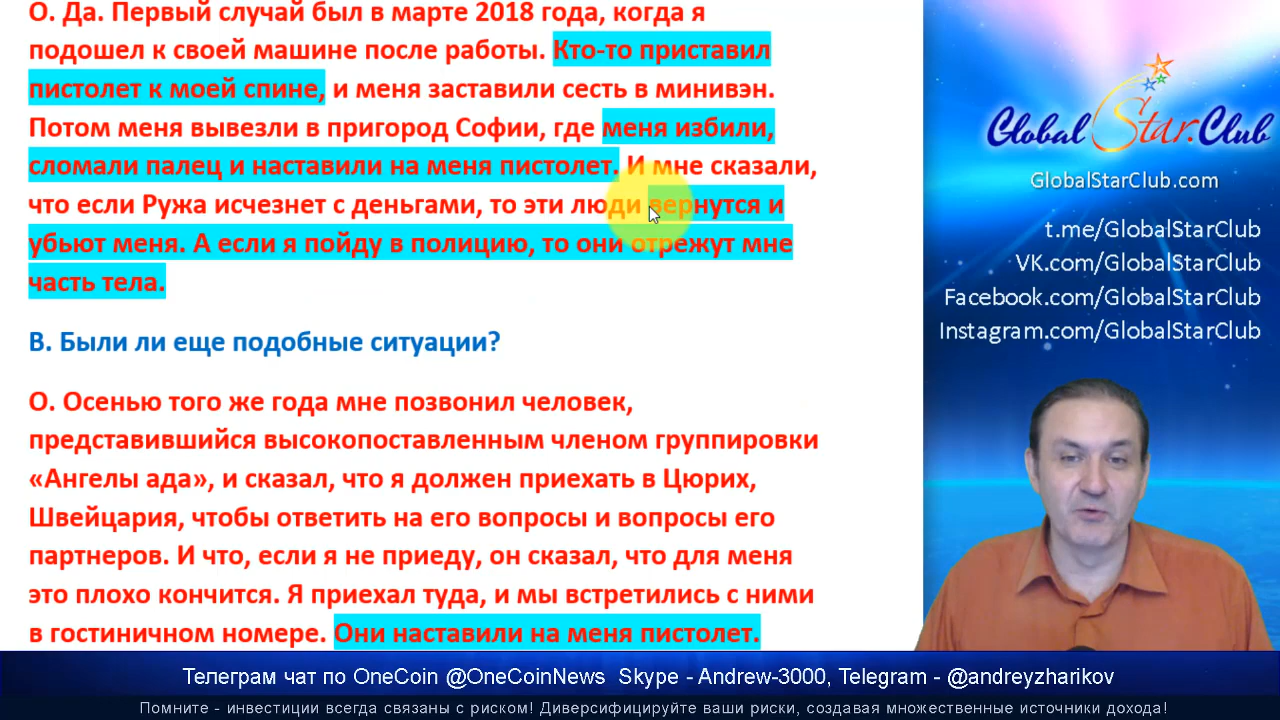 О. Да. Первый случай был в марте 2018 года, когда я
подошел к своей машине после работы. Кто-то приставил
пистолет к моей спине, и меня заставили сесть в минивэн.
Потом меня вывезли в пригород Софии, где меня избили,
сломали палец и наставили на меня пистолет. И мне сказали,
что если Ружа исчезнет с деньгами, то эти люди вернутся и
убьют меня. А если я пойду в полицию, то они отрежут мне
часть тела.
В. Были ли еще подобные ситуации?
О. Осенью того же года мне позвонил человек,
представившийся высокопоставленным членом группировки
«Ангелы ада», и сказал, что я должен приехать в Цюрих,
Швейцария, чтобы ответить на его вопросы и вопросы его
партнеров. И что, если я не приеду, он сказал, что для меня
это плохо кончится. Я приехал туда, и мы встретились с ними
в гостиничном номере. Они наставили на меня пистолет.
Global Star.Club
GlobalStarClub.com
t.me/GlobalStarClub
VK.com/GlobalStarClub
Facebook.com/GlobalStarClub
Instagram.com/GlobalStarClub
Телеграм чат по OneCoin @OneCoinNews Skype - Andrew-3000, Telegram - @andreyzharikov
Помните - инвестиции всегда связаны с риском! Диверсифицируйте ваши риски, создавая множественные источники дохода!